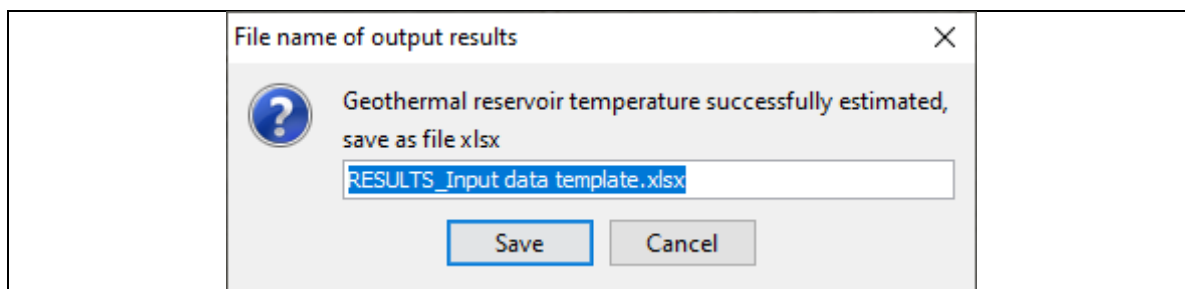 File name of output results
Geothermal reservoir temperature successfully estimated,
save as file xlsx
RESULTS_Input data template.xlsx
Save Cancel